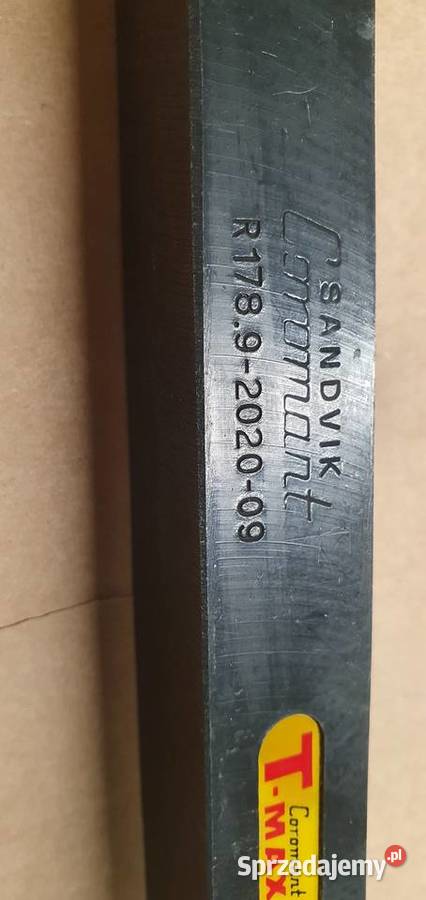 SANDVIK
Coromant
R178.9-2020-09
Coromant
T-MAX
Sprzedajemy.pl